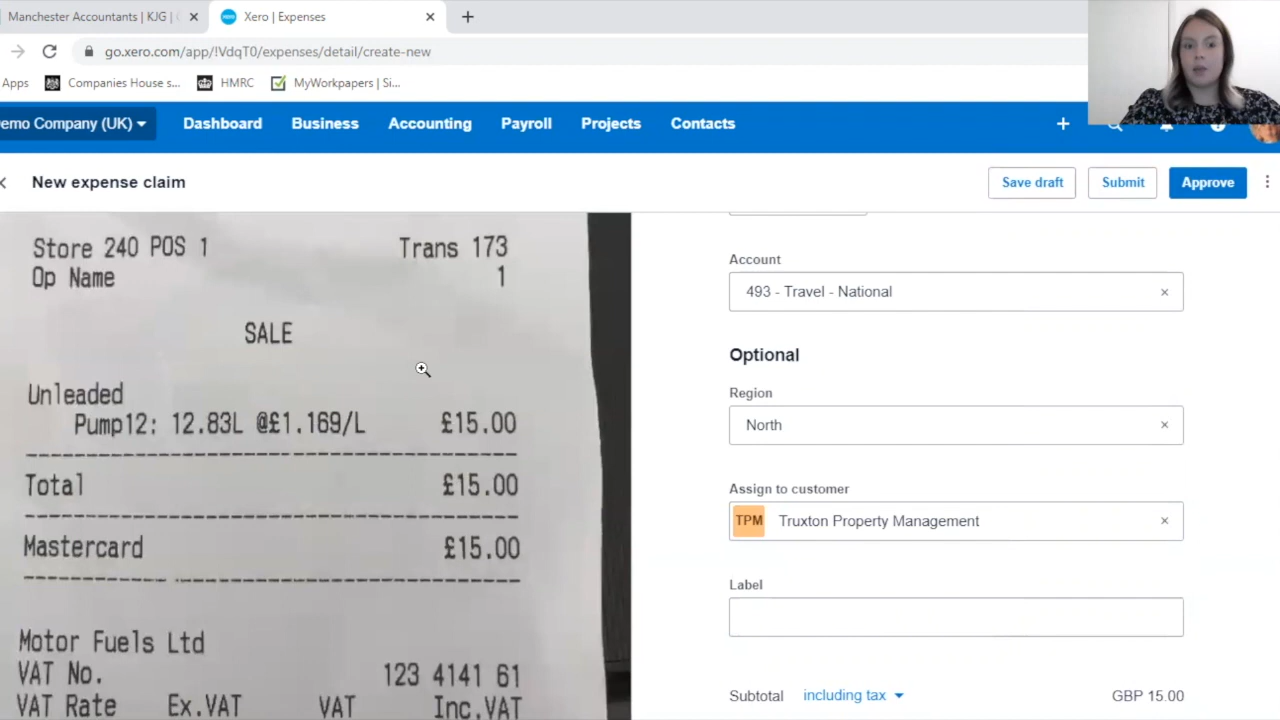 Manchester Accountants | KJG |
Xero | Expenses
go.xero.com/app/!VdqT0/expenses/detail/create-new
Apps
Companies House s...
HMRC
MyWorkpapers | Si...
emo Company (UK)
Dashboard
Business
Accounting
Payroll
Projects
Contacts
New expense claim
Save draft
Submit
Approve
Store 240 POS 1 Trans 173
Op Name 1
SALE
Unleaded
Pump12: 12.83L @£1.169/L £15.00
Total £15.00
Mastercard £15.00
Motor Fuels Ltd
VAT No. 123 4141 61
VAT Rate Ex.VAT VAT Inc.VAT
Account
493 - Travel - National
Optional
Region
North
Assign to customer
TPM Truxton Property Management
Label
Subtotal including tax GBP 15.00